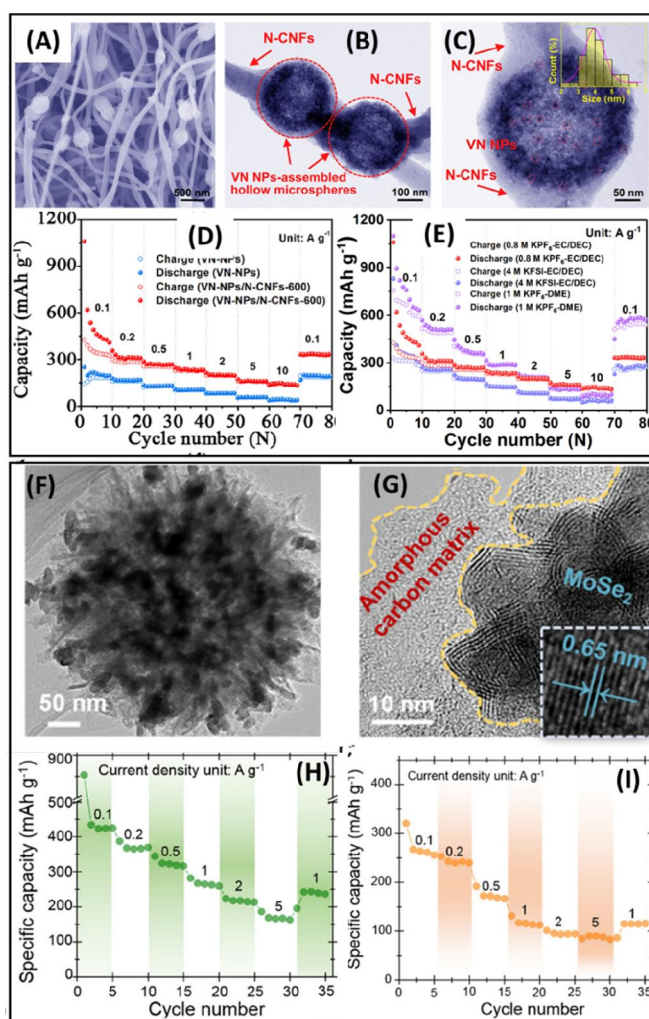 (A)
500 nm
N-CNFs
(B)
N-CNFs
VN NPs-assembled
hollow microspheres
100 nm
(C)
N-CNFs
Count (%)
2 3 4 5 6
Size (nm)
VN NPs
N-CNFs
50 nm
(D)
Unit: A g-1
Charge (VN-NPs)
Discharge (VN-NPs)
Charge (VN-NPs/N-CNFs-600)
Discharge (VN-NPs/N-CNFs-600)
Capacity (mAh g-1)
1200
900
600
300
0
0.1
0.2
0.5
1
2
5
10
0.1
0 10 20 30 40 50 60 70 80
Cycle number (N)
(E)
Unit: A g-1
Charge (0.8 M KPF6-EC/DEC)
Discharge (0.8 M KPF6-EC/DEC)
Charge (4 M KFSI-EC/DEC)
Discharge (4 M KFSI-EC/DEC)
Charge (1 M KPF6-DME)
Discharge (1 M KPF6-DME)
Capacity (mAh g-1)
1200
900
600
300
0
0.1
0.2
0.5
1
2
5
10
0.1
0 10 20 30 40 50 60 70 80
Cycle number (N)
(F)
50 nm
(G)
Amorphous
carbon matrix
MoSe2
0.65 nm
10 nm
(H)
Current density unit: A g-1
Specific capacity (mAh g-1)
900
500
400
300
200
100
0
0.1
0.2
0.5
1
2
5
1
0 5 10 15 20 25 30 35
Cycle number
(I)
Current density unit: A g-1
Specific capacity (mAh g-1)
400
300
200
100
0
0.1
0.2
0.5
1
2
5
1
0 5 10 15 20 25 30 35
Cycle number